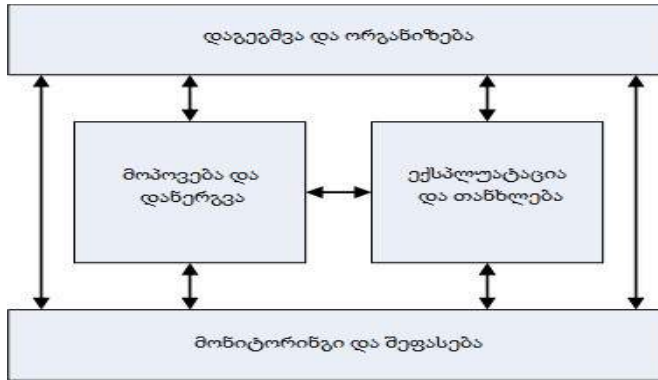 დაგეგმვა და ორგანიზება
მოპოვება და
დანერგვა
ექსპლუატაცია
და თანხლება
მონიტორინგი და შეფასება